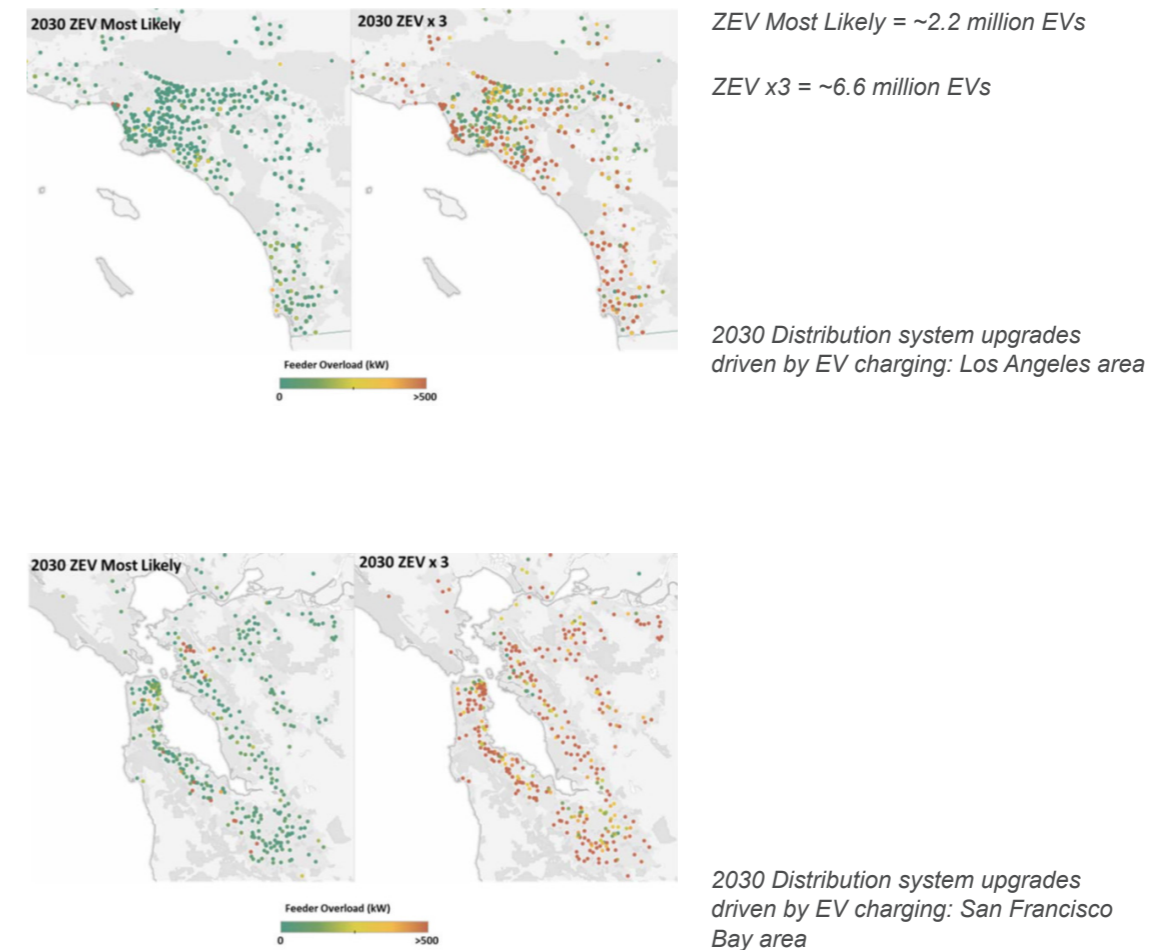 2030 ZEV Most Likely
2030 ZEV x 3
ZEV Most Likely = ~2.2 million EVs
ZEV x3 = ~6.6 million EVs
2030 Distribution system upgrades
driven by EV charging: Los Angeles area
Feeder Overload (kW)
0
>500
2030 ZEV Most Likely
2030 ZEV x 3
2030 Distribution system upgrades
driven by EV charging: San Francisco
Bay area
Feeder Overload (kW)
0
>500